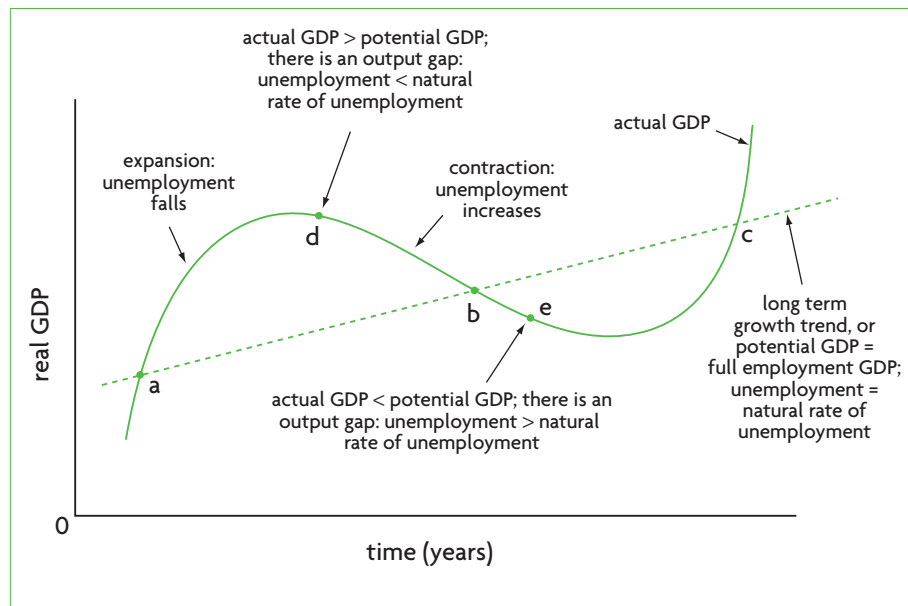 actual GDP > potential GDP;
there is an output gap:
unemployment < natural
rate of unemployment
actual GDP
expansion:
unemployment
falls
contraction:
unemployment
increases
d
c
b
e
a
real GDP
long term
growth trend, or
potential GDP =
full employment GDP;
unemployment =
natural rate of
unemployment
actual GDP < potential GDP; there is an
output gap: unemployment > natural
rate of unemployment
0
time (years)